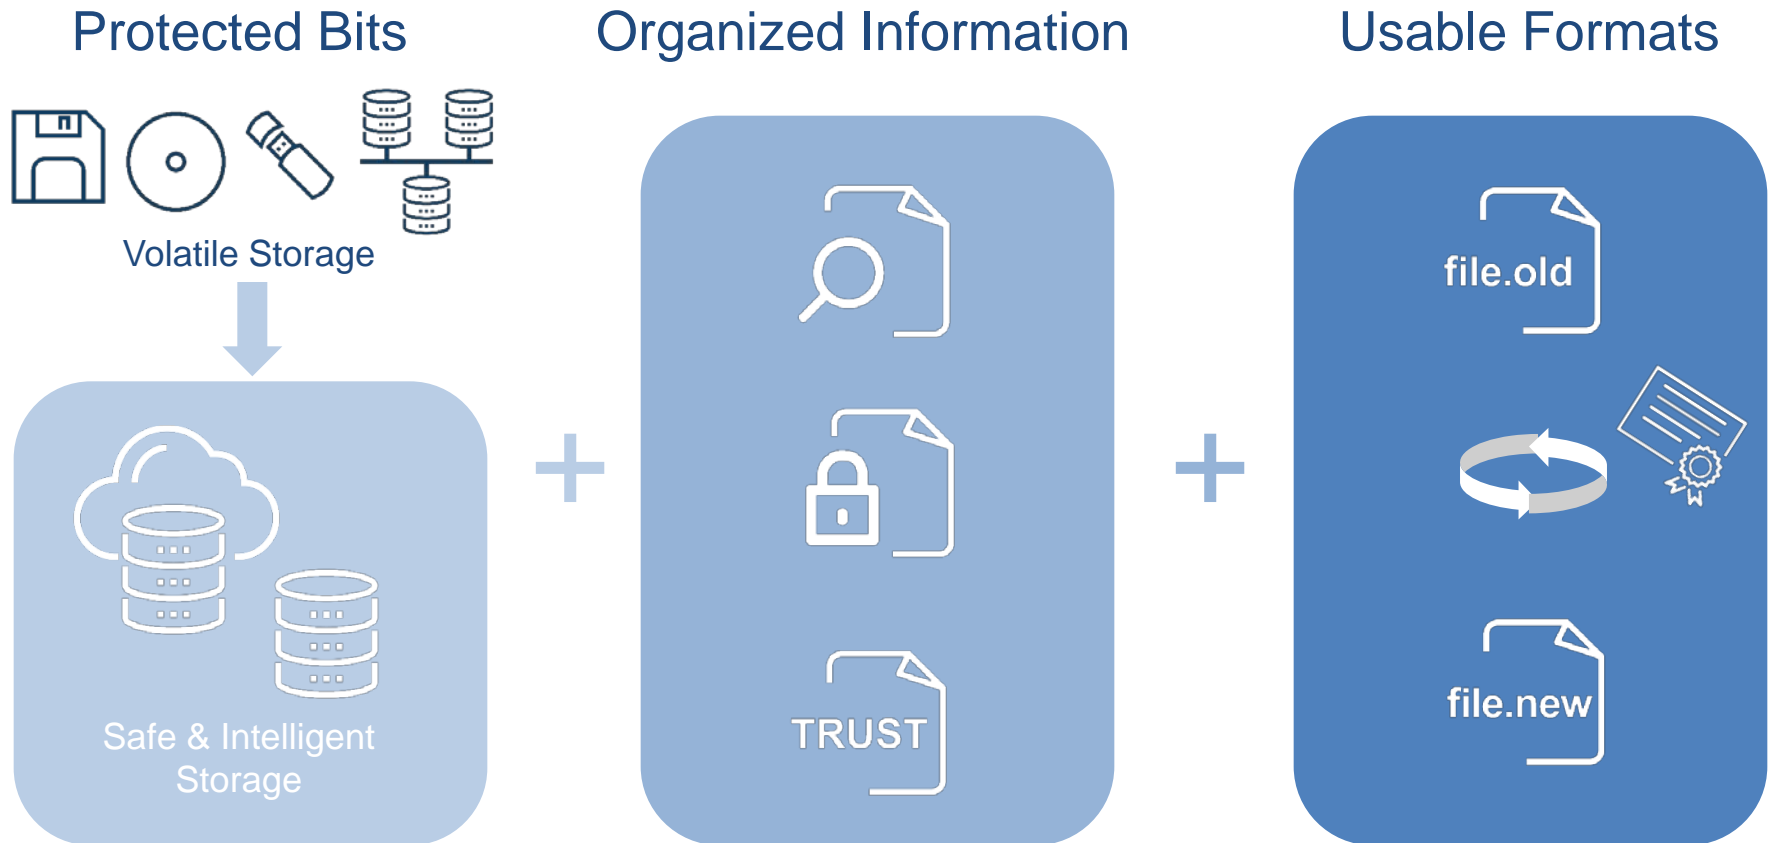 Protected Bits
Organized Information
Usable Formats
Volatile Storage
Safe & Intelligent
Storage
TRUST
file.old
file.new